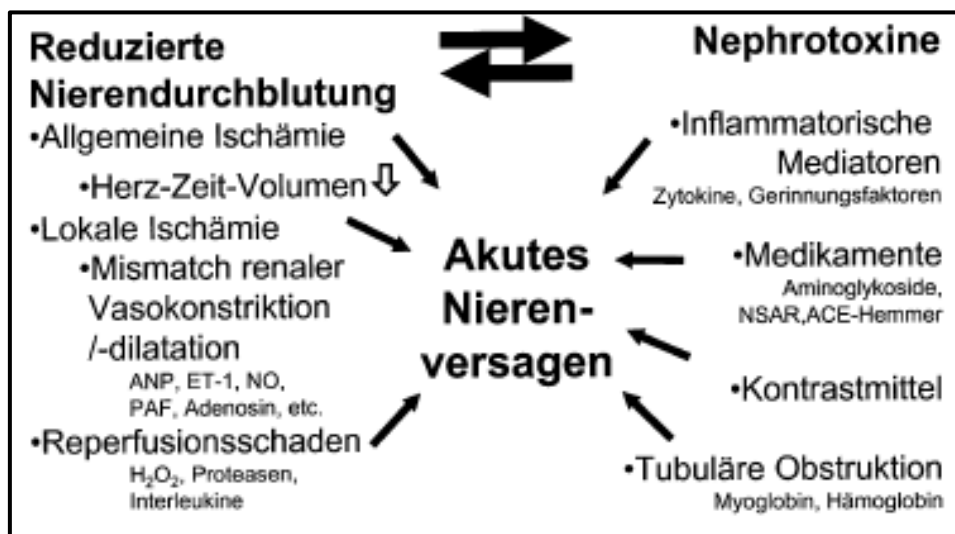 Reduzierte
Nierendurchblutung
•Allgemeine Ischämie
•Herz-Zeit-Volumen
•Lokale Ischämie
•Mismatch renaler
Vasokonstriktion
/-dilatation
ANP, ET-1, NO,
PAF, Adenosin, etc.
•Reperfusionsschaden
H₂O₂, Proteasen,
Interleukine
Akutes
Nieren-
versagen
Nephrotoxine
•Inflammatorische
Mediatoren
Zytokine, Gerinnungsfaktoren
•Medikamente
Aminoglykoside,
NSAR,ACE-Hemmer
•Kontrastmittel
•Tubuläre Obstruktion
Myoglobin, Hämoglobin